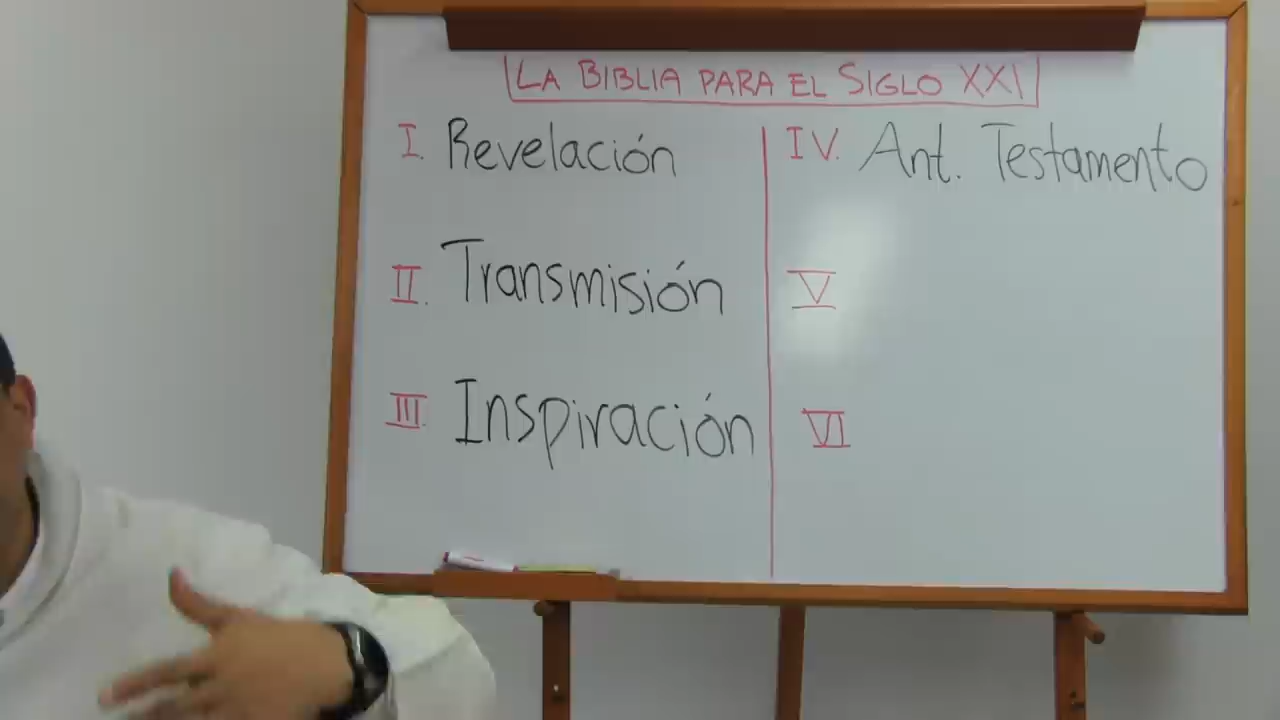 LA BIBLIA PARA EL SIGLO XXI
I. Revelación
II. Transmisión
III. Inspiración
IV. Ant. Testamento
V
VI